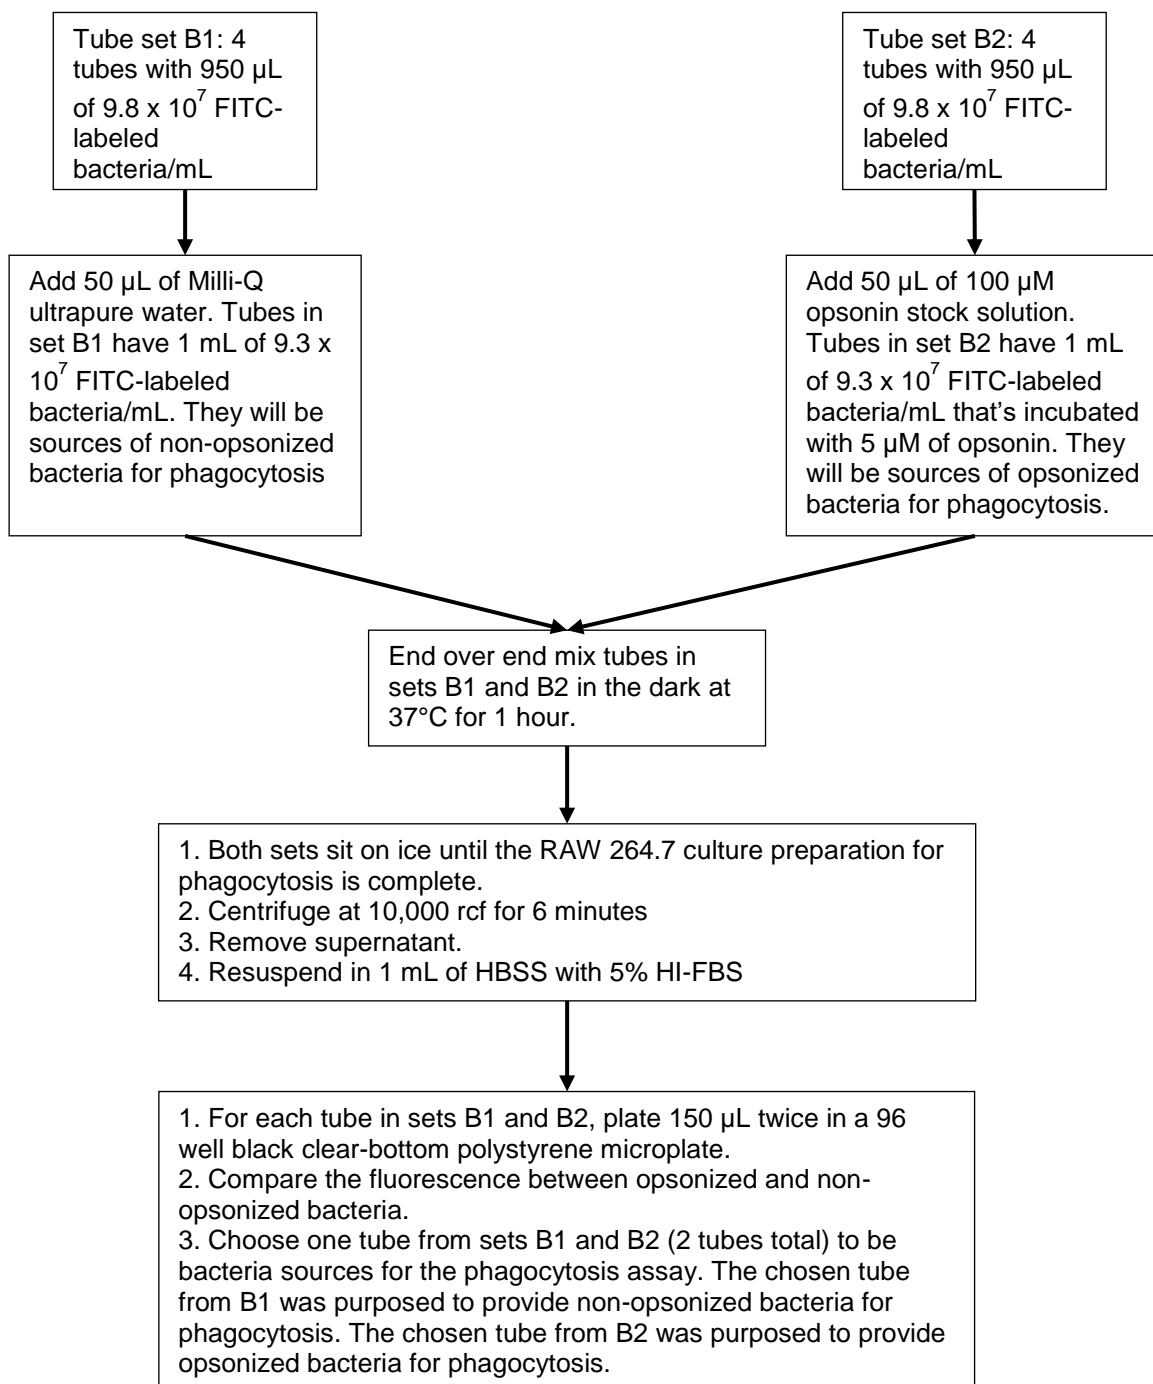 Tube set B1: 4
tubes with 950 µL
of 9.8 x 10⁷ FITC-
labeled
bacteria/mL
Tube set B2: 4
tubes with 950 µL
of 9.8 x 10⁷ FITC-
labeled
bacteria/mL
Add 50 µL of Milli-Q
ultrapure water. Tubes in
set B1 have 1 mL of 9.3 x
10⁷ FITC-labeled
bacteria/mL. They will be
sources of non-opsonized
bacteria for phagocytosis
Add 50 µL of 100 µM
opsonin stock solution.
Tubes in set B2 have 1 mL
of 9.3 x 10⁷ FITC-labeled
bacteria/mL that’s incubated
with 5 µM of opsonin. They
will be sources of opsonized
bacteria for phagocytosis.
End over end mix tubes in
sets B1 and B2 in the dark at
37°C for 1 hour.
1. Both sets sit on ice until the RAW 264.7 culture preparation for
phagocytosis is complete.
2. Centrifuge at 10,000 rcf for 6 minutes
3. Remove supernatant.
4. Resuspend in 1 mL of HBSS with 5% HI-FBS
1. For each tube in sets B1 and B2, plate 150 µL twice in a 96
well black clear-bottom polystyrene microplate.
2. Compare the fluorescence between opsonized and non-
opsonized bacteria.
3. Choose one tube from sets B1 and B2 (2 tubes total) to be
bacteria sources for the phagocytosis assay. The chosen tube
from B1 was purposed to provide non-opsonized bacteria for
phagocytosis. The chosen tube from B2 was purposed to provide
opsonized bacteria for phagocytosis.